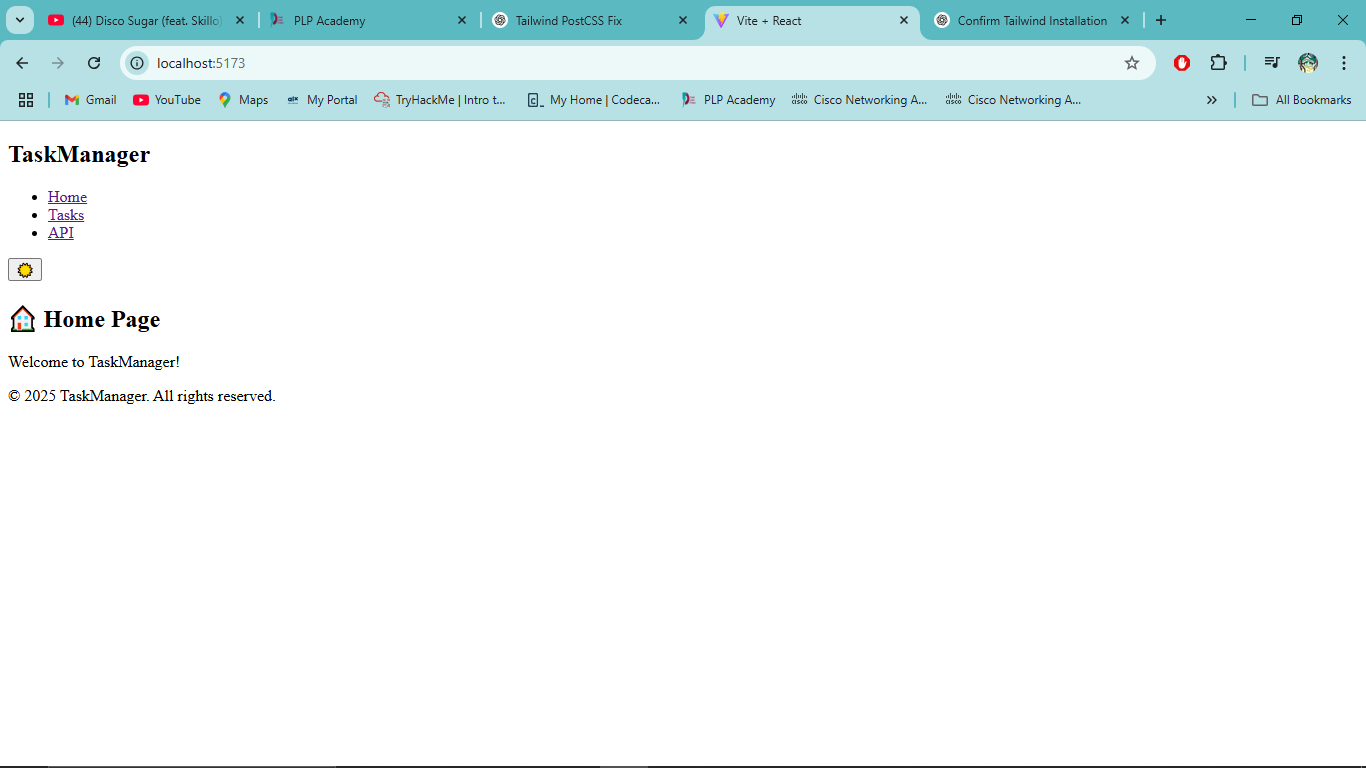 (44) Disco Sugar (feat. Skillo)
PLP Academy
Tailwind PostCSS Fix
Vite + React
Confirm Tailwind Installation
localhost:5173
Gmail
YouTube
Maps
My Portal
TryHackMe | Intro t...
My Home | Codeca...
PLP Academy
Cisco Networking A...
Cisco Networking A...
All Bookmarks
TaskManager
Home
Tasks
API
Home Page
Welcome to TaskManager!
© 2025 TaskManager. All rights reserved.